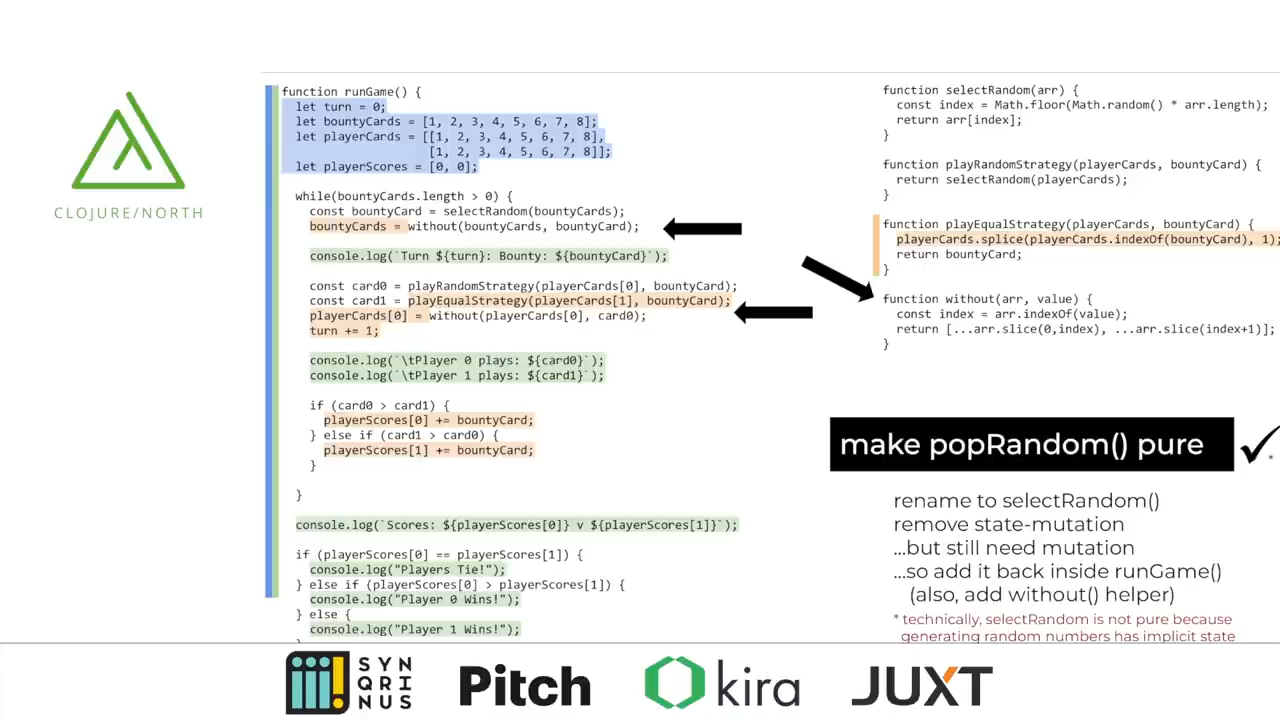 CLOJURE/NORTH
function runGame() {
let turn = 0;
let bountyCards = [1, 2, 3, 4, 5, 6, 7, 8];
let playerCards = [[1, 2, 3, 4, 5, 6, 7, 8],
[1, 2, 3, 4, 5, 6, 7, 8]];
let playerScores = [0, 0];
while(bountyCards.length > 0) {
const bountyCard = selectRandom(bountyCards);
bountyCards = without(bountyCards, bountyCard);
console.log(`Turn ${turn}: Bounty: ${bountyCard}`);
const card0 = playRandomStrategy(playerCards[0], bountyCard);
const card1 = playEqualStrategy(playerCards[1], bountyCard);
playerCards[0] = without(playerCards[0], card0);
turn += 1;
console.log(`\tPlayer 0 plays: ${card0}`);
console.log(`\tPlayer 1 plays: ${card1}`);
if (card0 > card1) {
playerScores[0] += bountyCard;
} else if (card1 > card0) {
playerScores[1] += bountyCard;
}
}
console.log(`Scores: ${playerScores[0]} v ${playerScores[1]}`);
if (playerScores[0] == playerScores[1]) {
console.log("Players Tie!");
} else if (playerScores[0] > playerScores[1]) {
console.log("Player 0 Wins!");
} else {
console.log("Player 1 Wins!");
function selectRandom(arr) {
const index = Math.floor(Math.random() * arr.length);
return arr[index];
}
function playRandomStrategy(playerCards, bountyCard) {
return selectRandom(playerCards);
}
function playEqualStrategy(playerCards, bountyCard) {
playerCards.splice(playerCards.indexOf(bountyCard), 1);
return bountyCard;
}
function without(arr, value) {
const index = arr.indexOf(value);
return [...arr.slice(0,index), ...arr.slice(index+1)];
}
make popRandom() pure
*
rename to selectRandom()
remove state-mutation
...but still need mutation
...so add it back inside runGame()
(also, add without() helper)
* technically, selectRandom is not pure because
generating random numbers has implicit state
SYN
QRI
NUS
Pitch
kira
JUXT